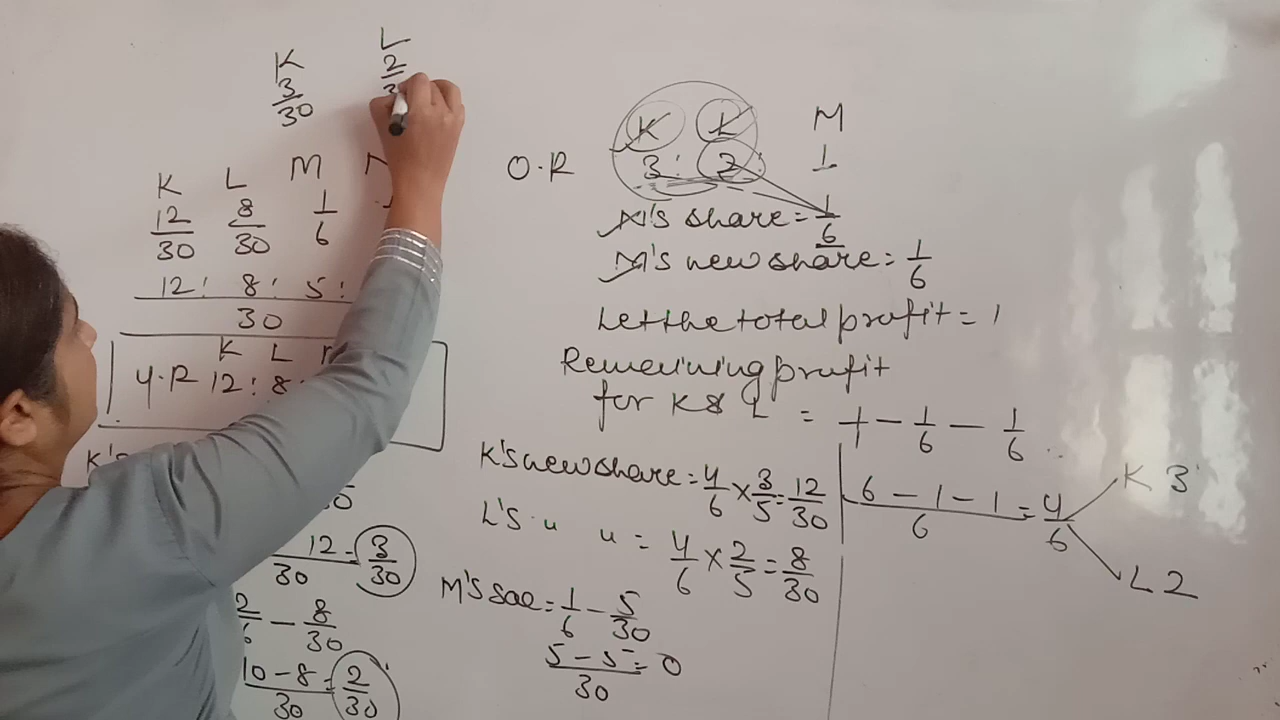 K L
3/30 2/3
K L M
12/30 8/30 1/6
12: 8: 5:
30
K L
Y.R 12: 8:
K's
12 = 3/30
30
2/6 - 8/30
10 - 8 = 2/30
30
O.R K L M
3: 2: 1
N's share = 1/6
M's new share = 1/6
Let the total profit = 1
Remaining profit
for K & L = 1/1 - 1/6 - 1/6
6 - 1 - 1 = 4/6
6
K 3
L 2
K's new share = 4/6 × 3/5 = 12/30
L's " " = 4/6 × 2/5 = 8/30
M's sac = 1/6 - 5/30
5 - 5 = 0
30